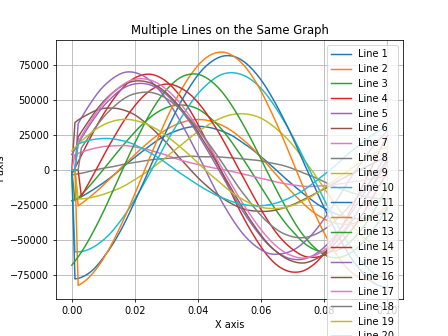 Multiple Lines on the Same Graph
75000
50000
25000
0
−25000
−50000
−75000
0.00
0.02
0.04
0.06
X axis
Line 1
Line 2
Line 3
Line 4
Line 5
Line 6
Line 7
Line 8
Line 9
Line 10
Line 11
Line 12
Line 13
Line 14
Line 15
Line 16
Line 17
Line 18
Line 19
Line 20